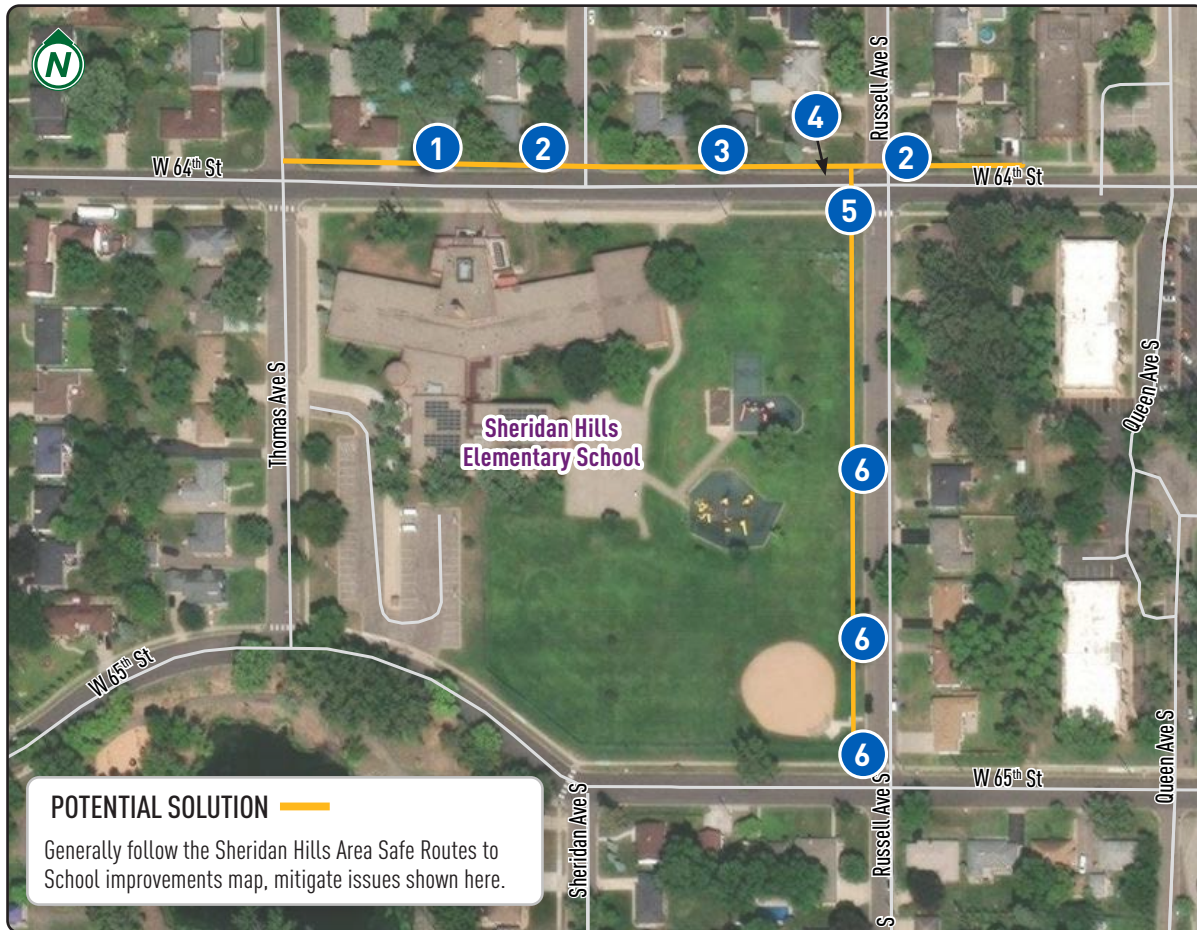 N
4
Russell Ave S
1
2
3
2
W 64th St
W 64th St
5
Thomas Ave S
Queen Ave S
Sheridan Hills
Elementary School
6
6
W 65th St
6
W 65th St
Queen Ave S
Sheridan Ave S
Russell Ave S
S
POTENTIAL SOLUTION
Generally follow the Sheridan Hills Area Safe Routes to
School improvements map, mitigate issues shown here.